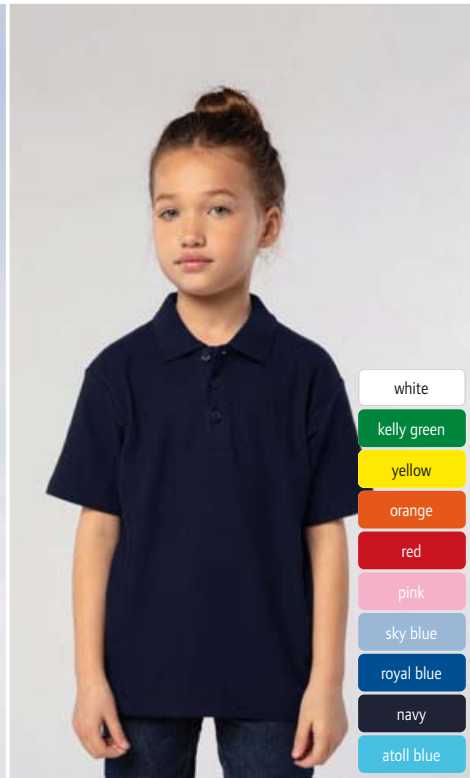 white
kelly green
yellow
orange
red
pink
sky blue
royal blue
navy
atoll blue